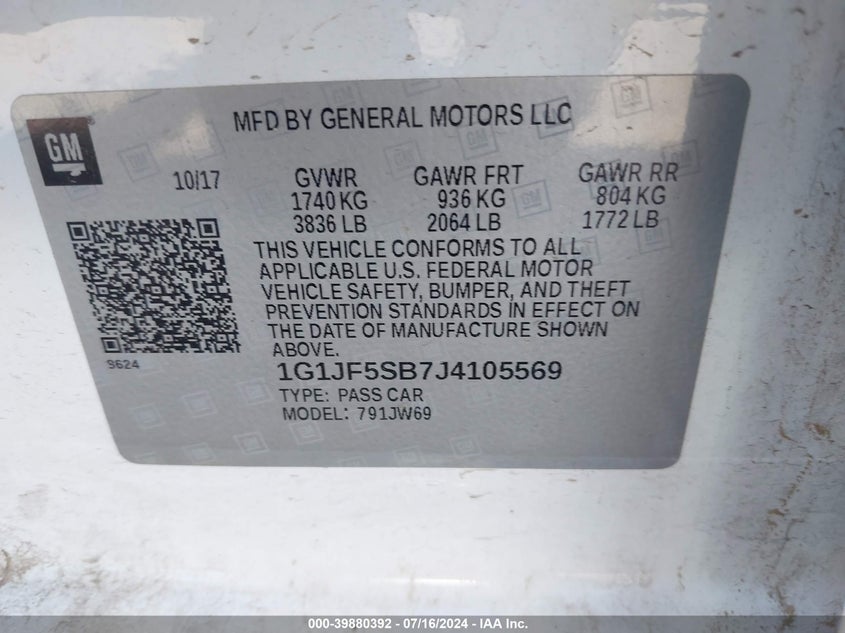 MFD BY GENERAL MOTORS LLC
GM
10/17 GVWR GAWR FRT GAWR RR
1740 KG 936 KG 804 KG
3836 LB 2064 LB 1772 LB
THIS VEHICLE CONFORMS TO ALL
APPLICABLE U.S. FEDERAL MOTOR
VEHICLE SAFETY, BUMPER, AND THEFT
PREVENTION STANDARDS IN EFFECT ON
THE DATE OF MANUFACTURE SHOWN
ABOVE.
9624
1G1JF5SB7J4105569
TYPE: PASS CAR
MODEL: 791JW69
000-39880392 - 07/16/2024 - IAA Inc.